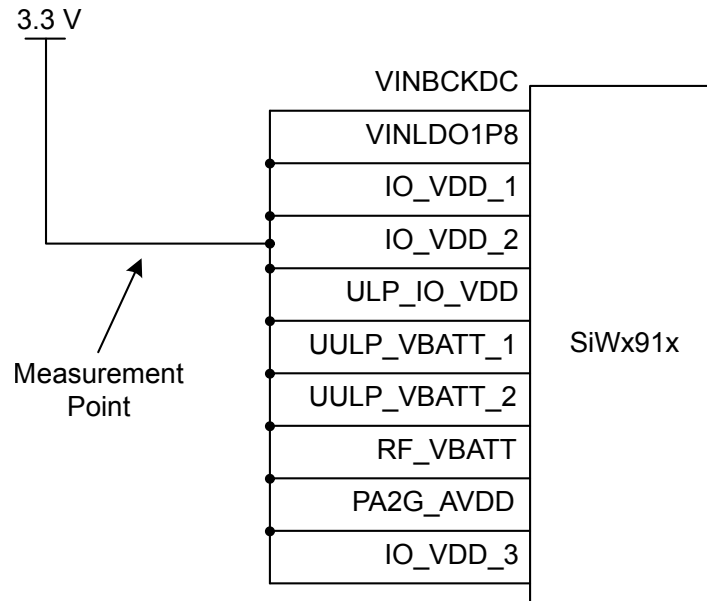 3.3 V
VINBCKDC
VINLDO1P8
IO_VDD_1
IO_VDD_2
ULP_IO_VDD
UULP_VBATT_1
SiWx91x
Measurement
Point
UULP_VBATT_2
RF_VBATT
PA2G_AVDD
IO_VDD_3